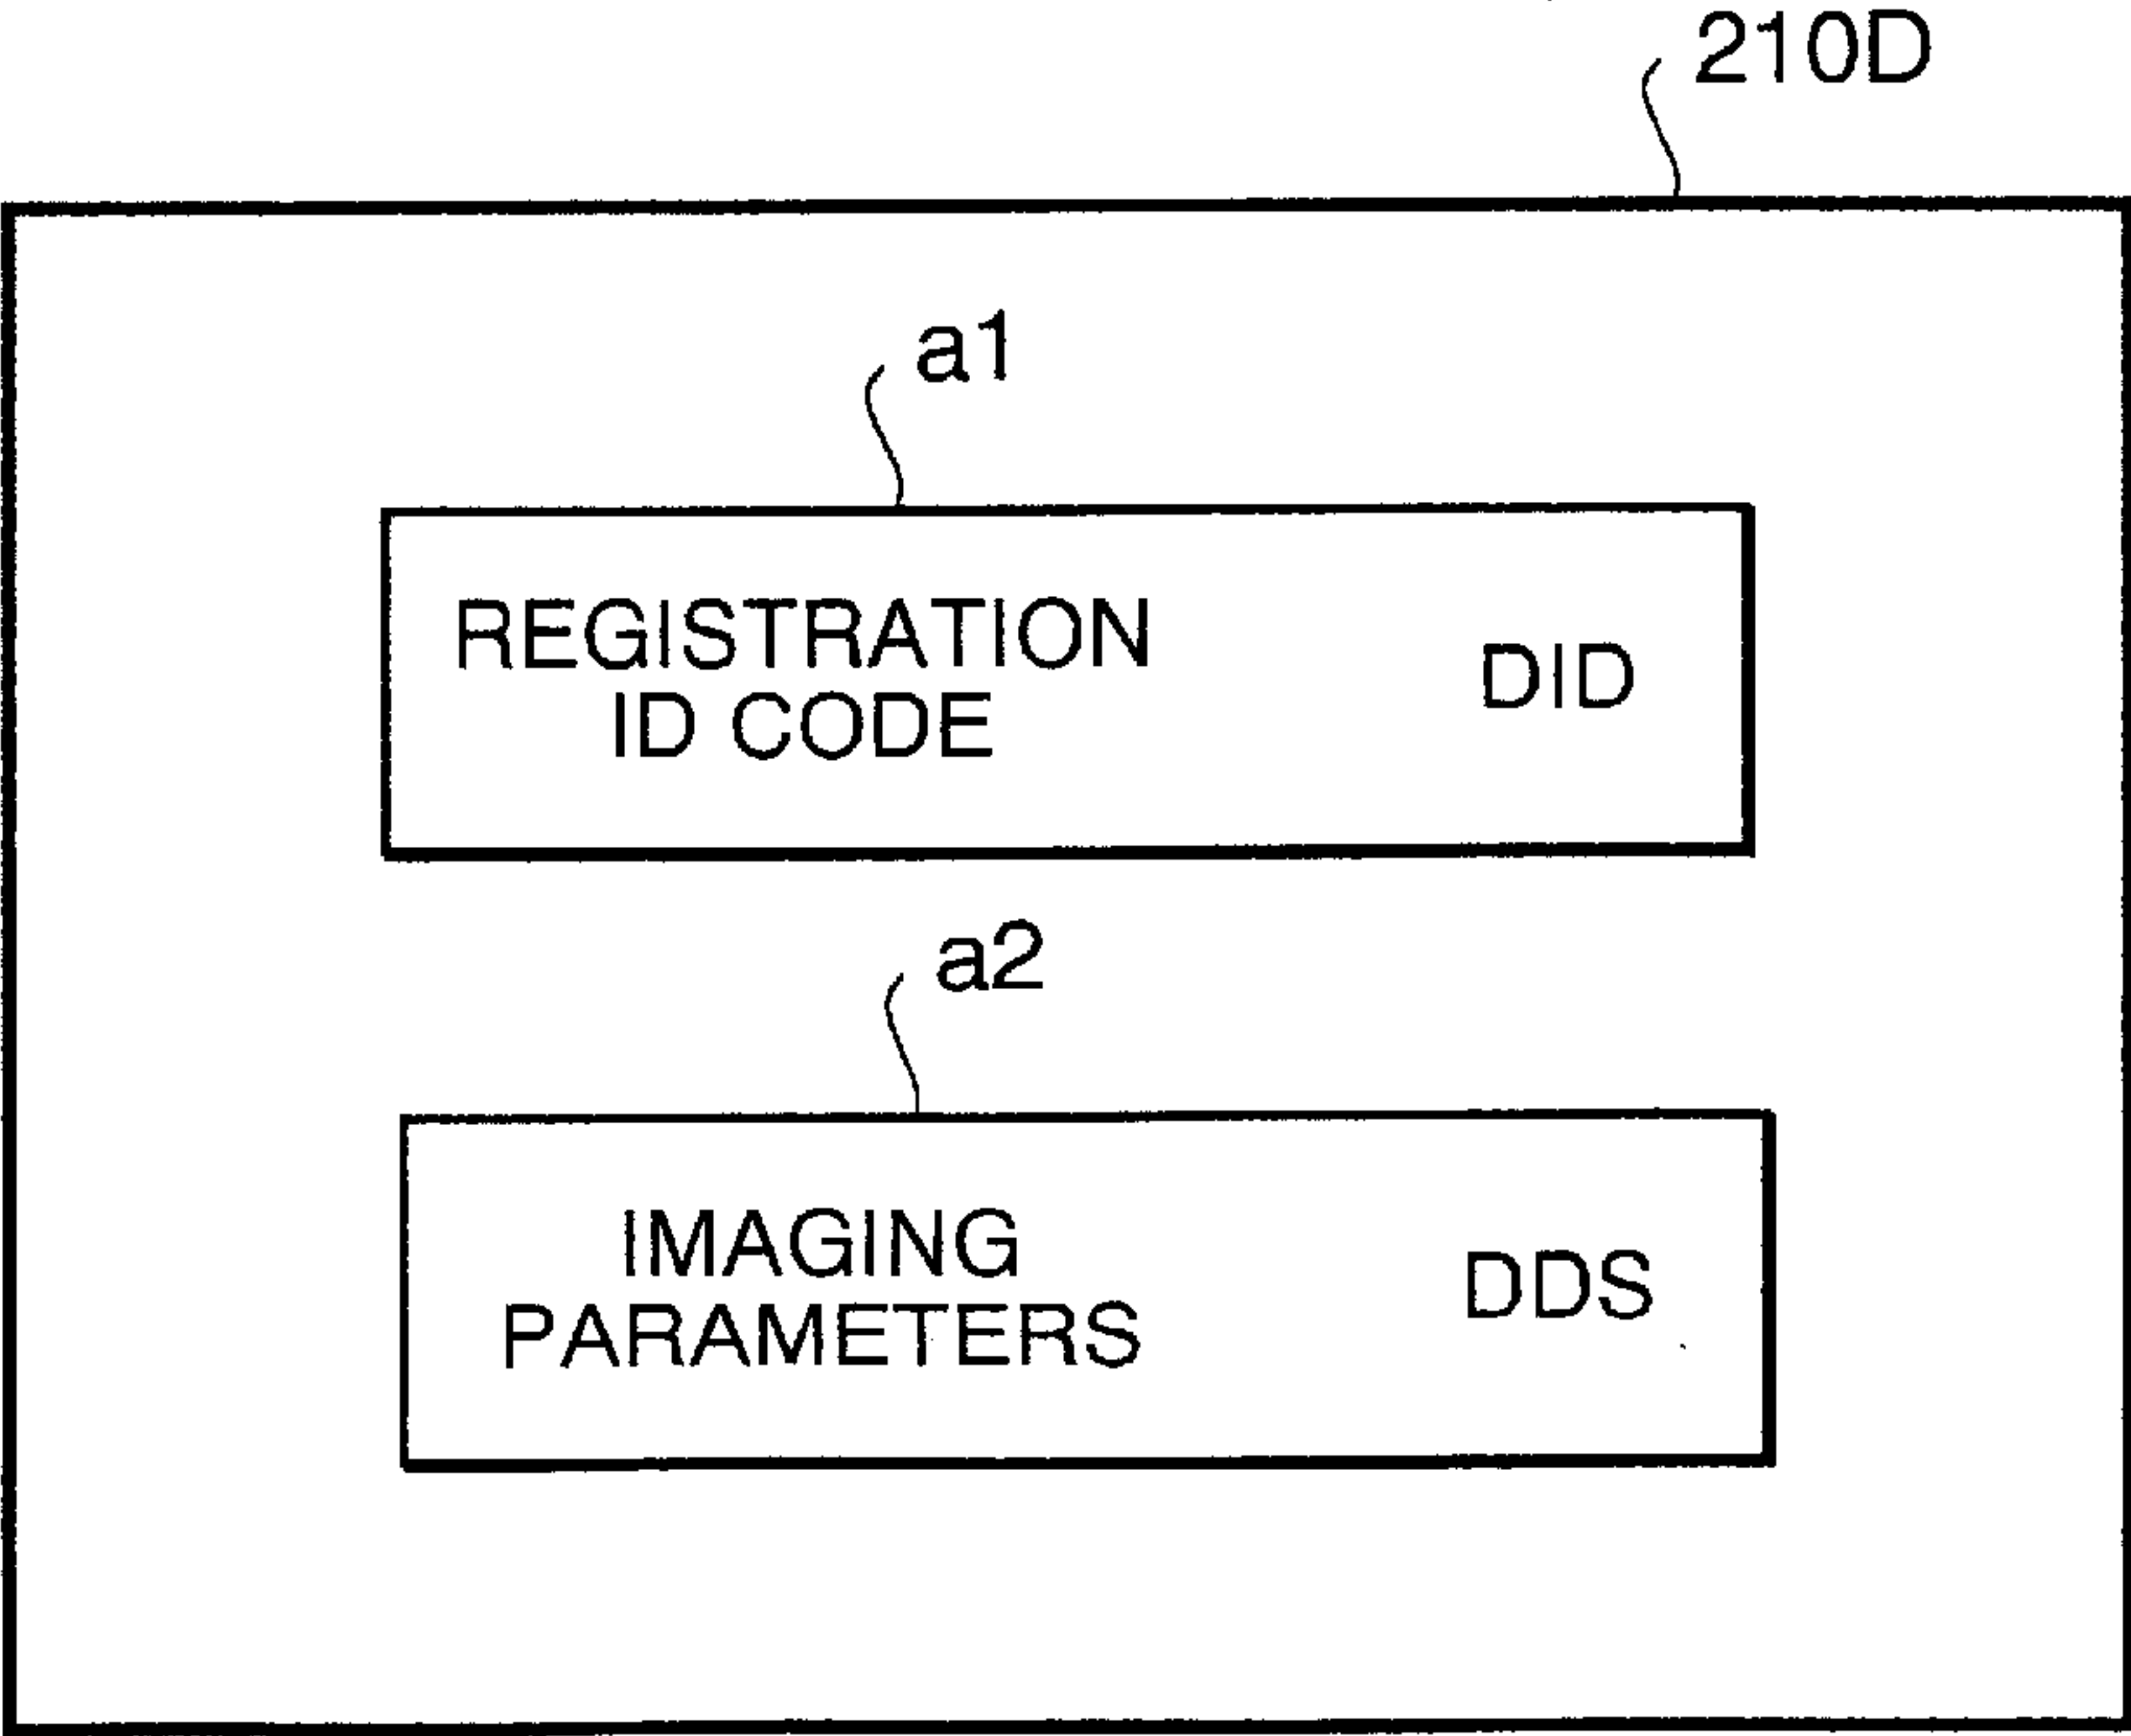 210D
a1
REGISTRATION
ID CODE
DID
a2
IMAGING
PARAMETERS
DDS